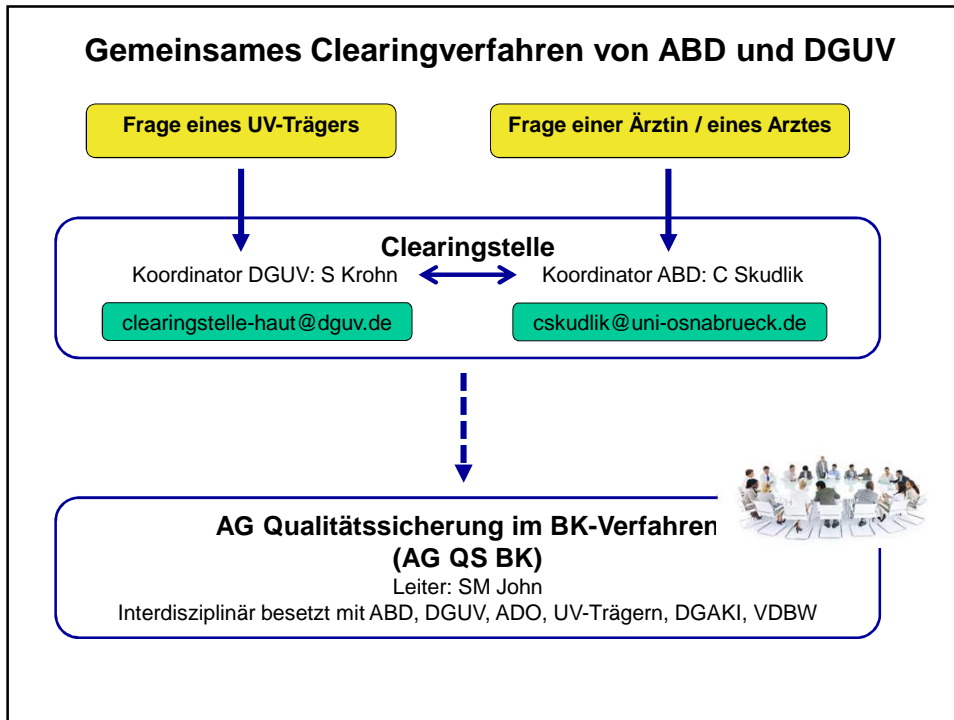 Gemeinsames Clearingverfahren von ABD und DGUV
Frage eines UV-Trägers
Frage einer Ärztin / eines Arztes
Clearingstelle
Koordinator DGUV: S Krohn
Koordinator ABD: C Skudlik
clearingstelle-haut@dguv.de
cskudlik@uni-osnabrueck.de
AG Qualitätssicherung im BK-Verfahren
(AG QS BK)
Leiter: SM John
Interdisziplinär besetzt mit ABD, DGUV, ADO, UV-Trägern, DGAKI, VDBW